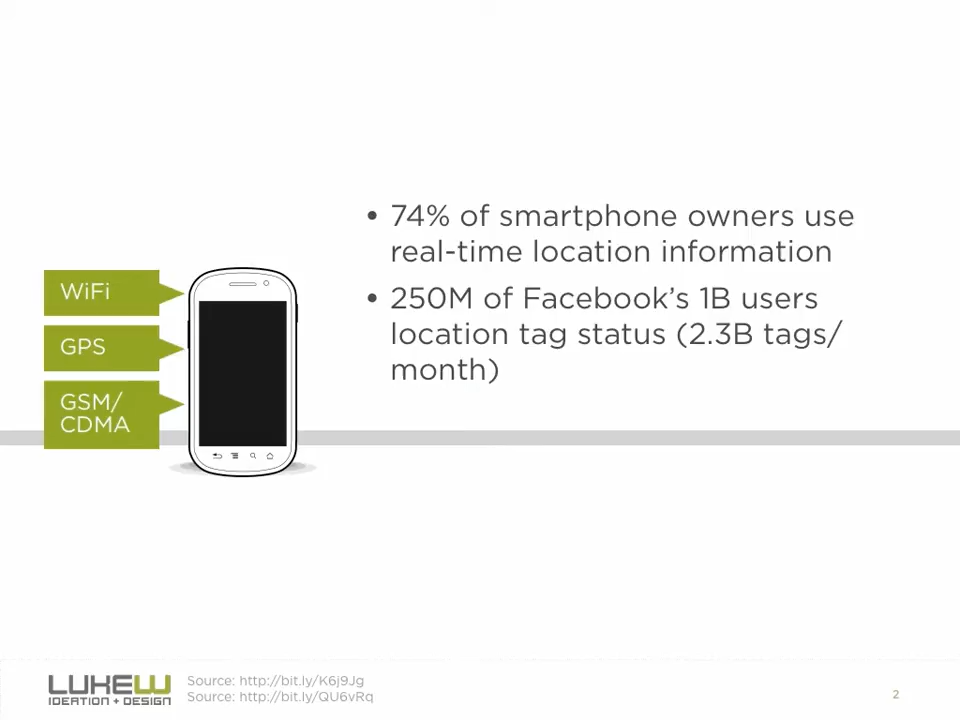 • 74% of smartphone owners use
real-time location information
• 250M of Facebook’s 1B users
location tag status (2.3B tags/
month)
WiFi
GPS
GSM/
CDMA
LUKEW
IDEATION + DESIGN
Source: http://bit.ly/K6j9Jg
Source: http://bit.ly/QU6vRq
2